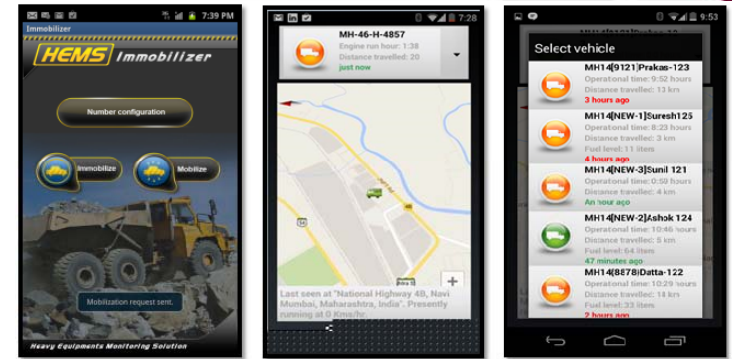 7:39 PM
Immobilizer
HEMS Immobilizer
Number configuration
Immobilize
Mobilize
Mobilization request sent.
Heavy Equipments Monitoring Solution
7:28
MH-46-H-4857
Engine run hour: 1:38
Distance travelled: 20
just now
Last seen at "National Highway 4B, Navi
Mumbai, Maharashtra, India". Presently
running at 0 Kms/hr.
9:53
Select vehicle
MH14[9121]Prakas-123
Operational time: 9:52 hours
Distance travelled: 13 km
3 hours ago
MH14[NEW-1]Suresh125
Operational time: 8:23 hours
Distance travelled: 3 km
Fuel level: 11 liters
4 hours ago
MH14[NEW-3]Sunil 121
Operational time: 0:59 hours
Distance travelled: 4 km
An hour ago
MH14[NEW-2]Ashok 124
Operational time: 10:46 hours
Distance travelled: 5 km
Fuel level: 64 liters
47 minutes ago
MH14(8878)Datta-122
Operational time: 10:29 hours
Distance travelled: 14 km
Fuel level: 33 liters
2 hours ago